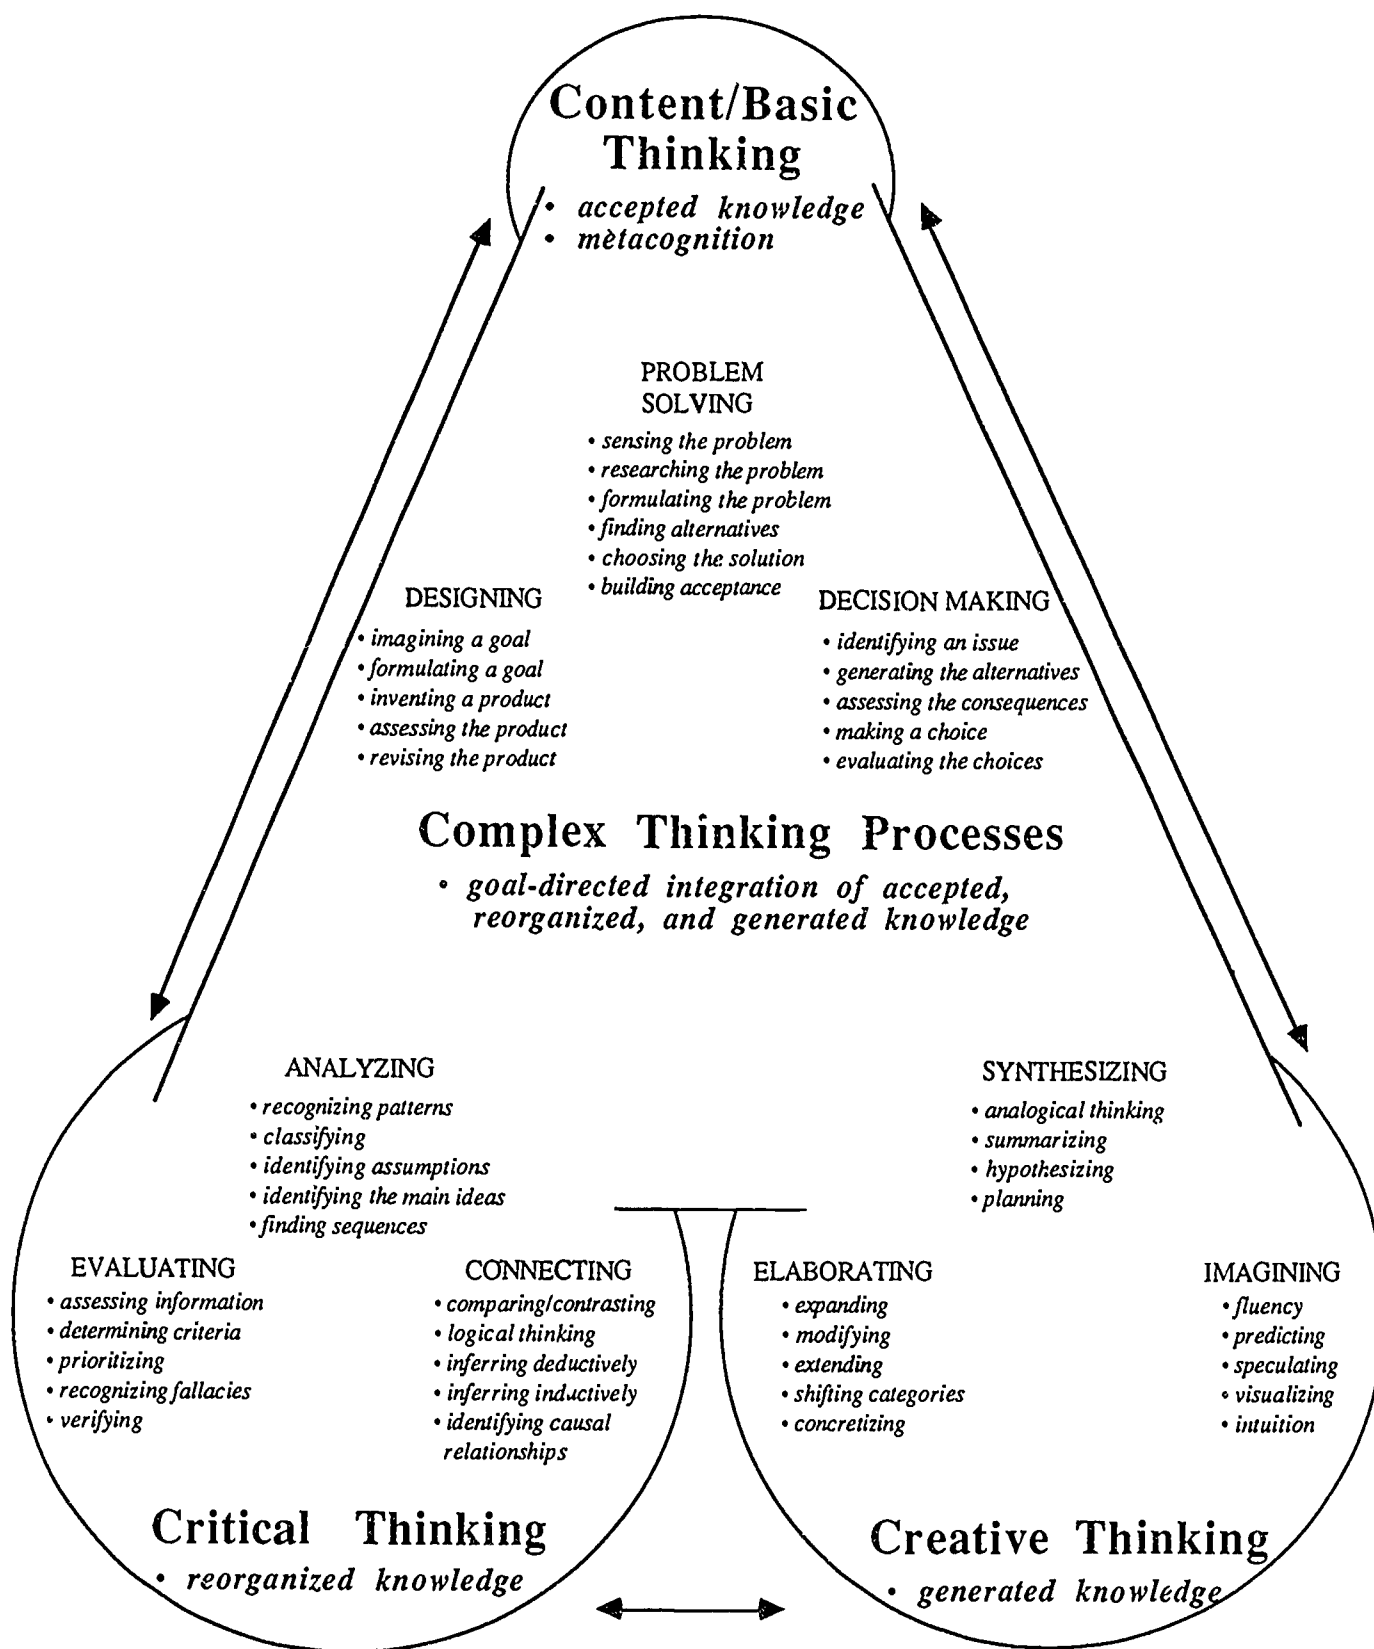 Content/Basic
Thinking
• accepted knowledge
• metacognition
PROBLEM
SOLVING
• sensing the problem
• researching the problem
• formulating the problem
• finding alternatives
• choosing the solution
• building acceptance
DESIGNING
• imagining a goal
• formulating a goal
• inventing a product
• assessing the product
• revising the product
DECISION MAKING
• identifying an issue
• generating the alternatives
• assessing the consequences
• making a choice
• evaluating the choices
Complex Thinking Processes
• goal-directed integration of accepted,
reorganized, and generated knowledge
ANALYZING
• recognizing patterns
• classifying
• identifying assumptions
• identifying the main ideas
• finding sequences
EVALUATING
• assessing information
• determining criteria
• prioritizing
• recognizing fallacies
• verifying
CONNECTING
• comparing/contrasting
• logical thinking
• inferring deductively
• inferring inductively
• identifying causal
relationships
Critical Thinking
• reorganized knowledge
SYNTHESIZING
• analogical thinking
• summarizing
• hypothesizing
• planning
ELABORATING
• expanding
• modifying
• extending
• shifting categories
• concretizing
IMAGINING
• fluency
• predicting
• speculating
• visualizing
• intuition
Creative Thinking
• generated knowledge